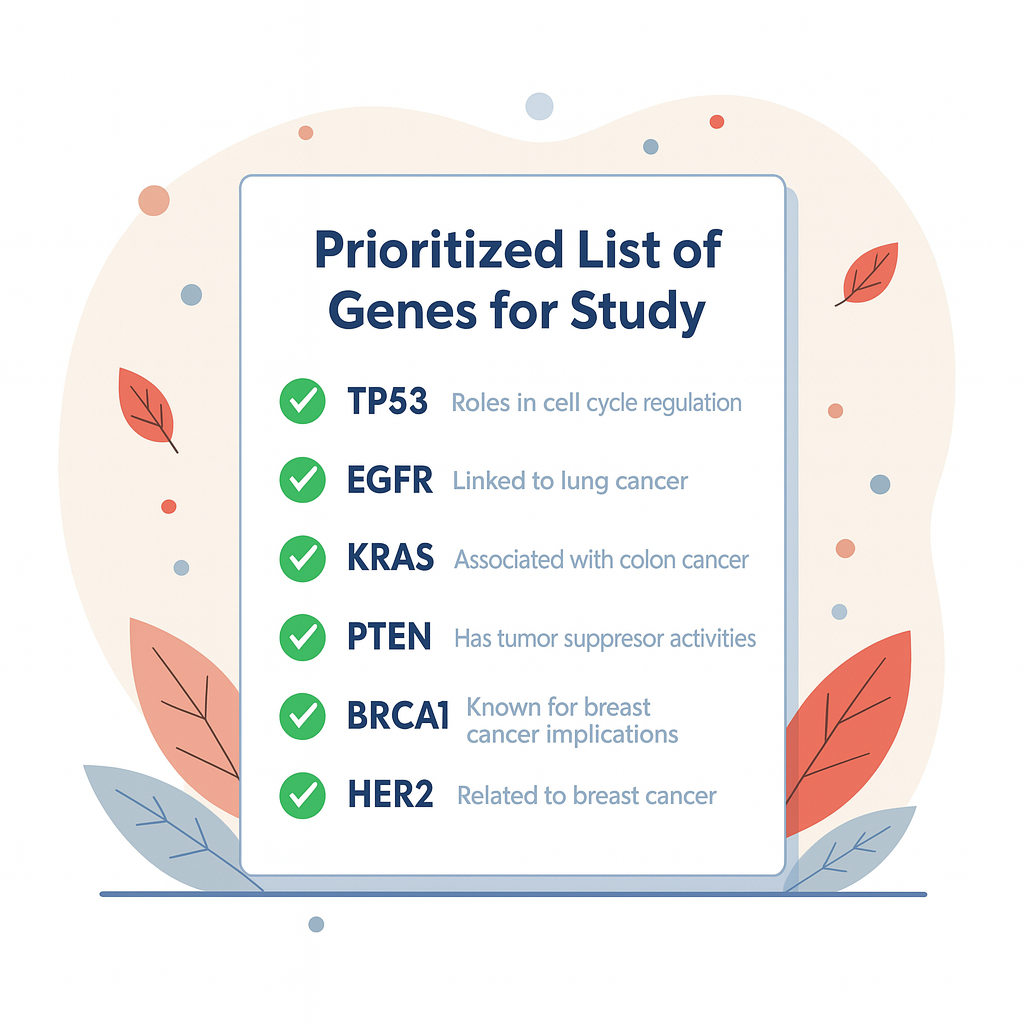 Prioritized List of
Genes for Study
TP53 Roles in cell cycle regulation
EGFR Linked to lung cancer
KRAS Associated with colon cancer
PTEN Has tumor suppresor activities
BRCA1 Known for breast
cancer implications
HER2 Related to breast cancer